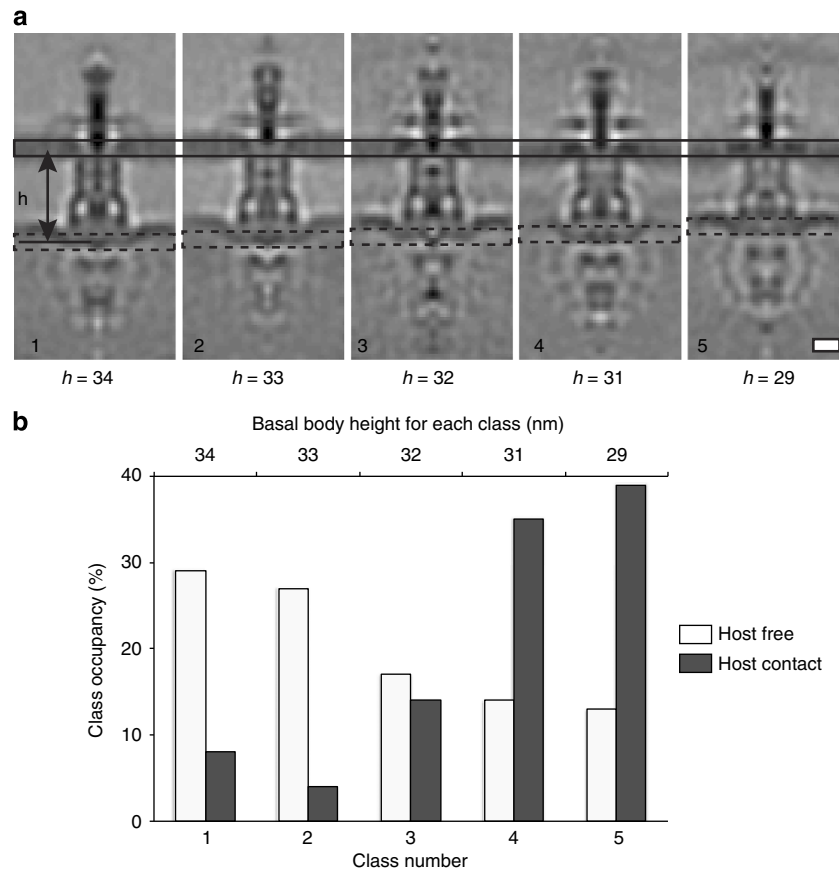 a
h
1
2
3
4
5
h = 34
h = 33
h = 32
h = 31
h = 29
b
Basal body height for each class (nm)
34 33 32 31 29
40
30
20
10
0
Class occupancy (%)
1 2 3 4 5
Class number
Host free
Host contact